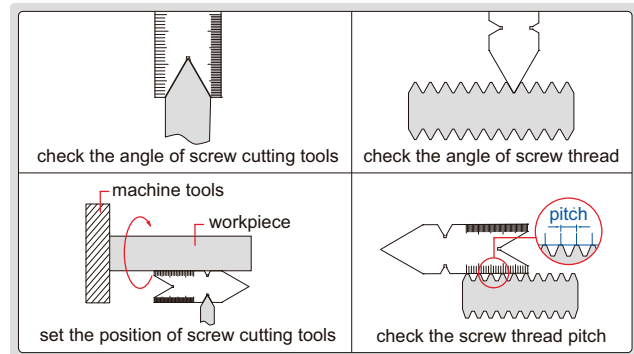 check the angle of screw cutting tools
check the angle of screw thread
machine tools
workpiece
set the position of screw cutting tools
pitch
check the screw thread pitch